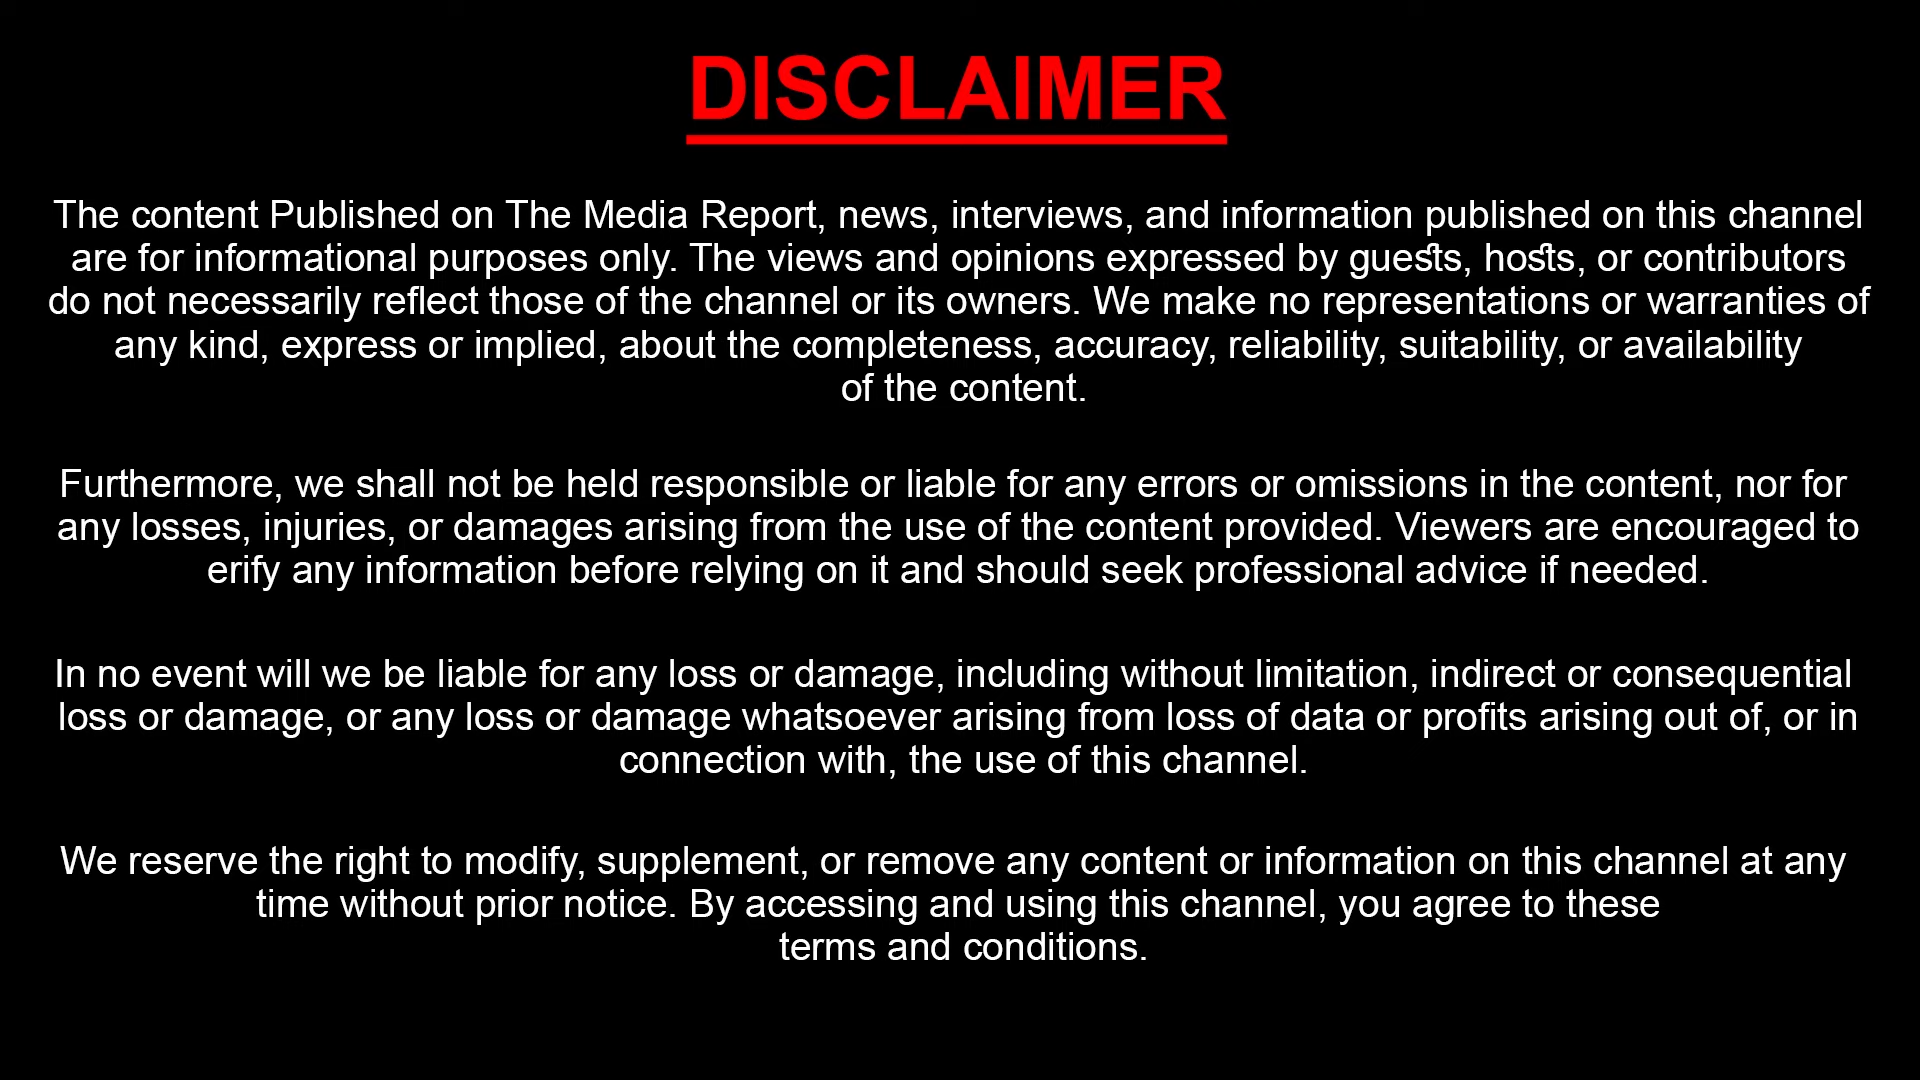 DISCLAIMER
The content Published on The Media Report, news, interviews, and information published on this channel
are for informational purposes only. The views and opinions expressed by guests, hosts, or contributors
do not necessarily reflect those of the channel or its owners. We make no representations or warranties of
any kind, express or implied, about the completeness, accuracy, reliability, suitability, or availability
of the content.
Furthermore, we shall not be held responsible or liable for any errors or omissions in the content, nor for
any losses, injuries, or damages arising from the use of the content provided. Viewers are encouraged to
erify any information before relying on it and should seek professional advice if needed.
In no event will we be liable for any loss or damage, including without limitation, indirect or consequential
loss or damage, or any loss or damage whatsoever arising from loss of data or profits arising out of, or in
connection with, the use of this channel.
We reserve the right to modify, supplement, or remove any content or information on this channel at any
time without prior notice. By accessing and using this channel, you agree to these
terms and conditions.